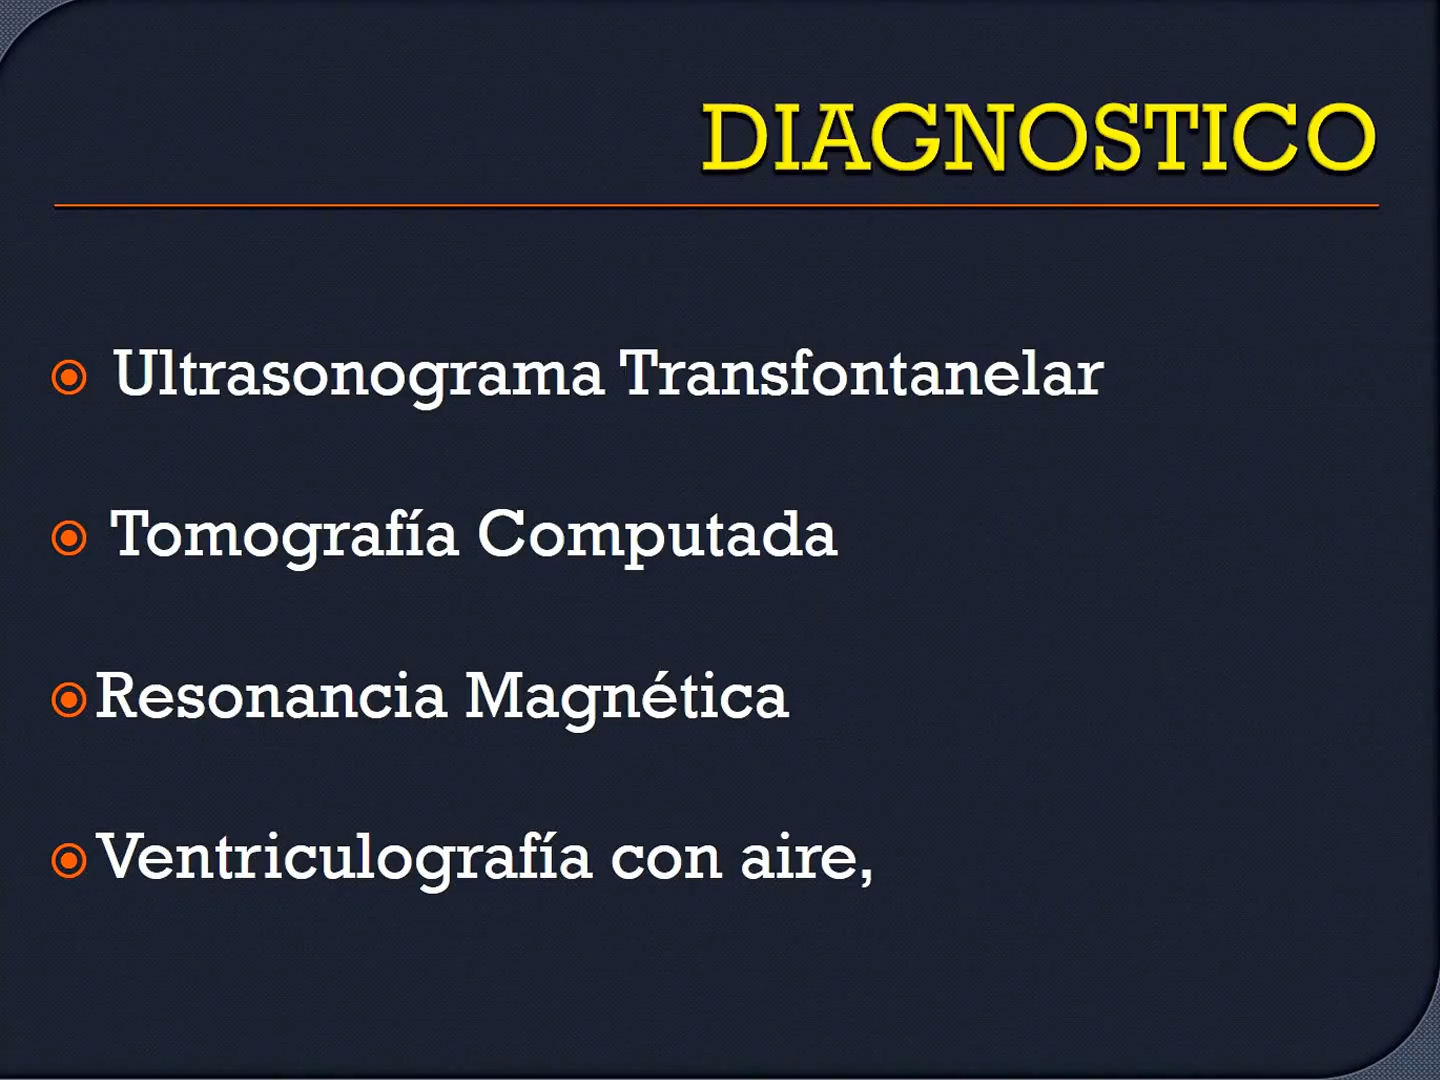 DIAGNOSTICO
Ultrasonograma Transfontanelar
Tomografía Computada
Resonancia Magnética
Ventriculografía con aire,